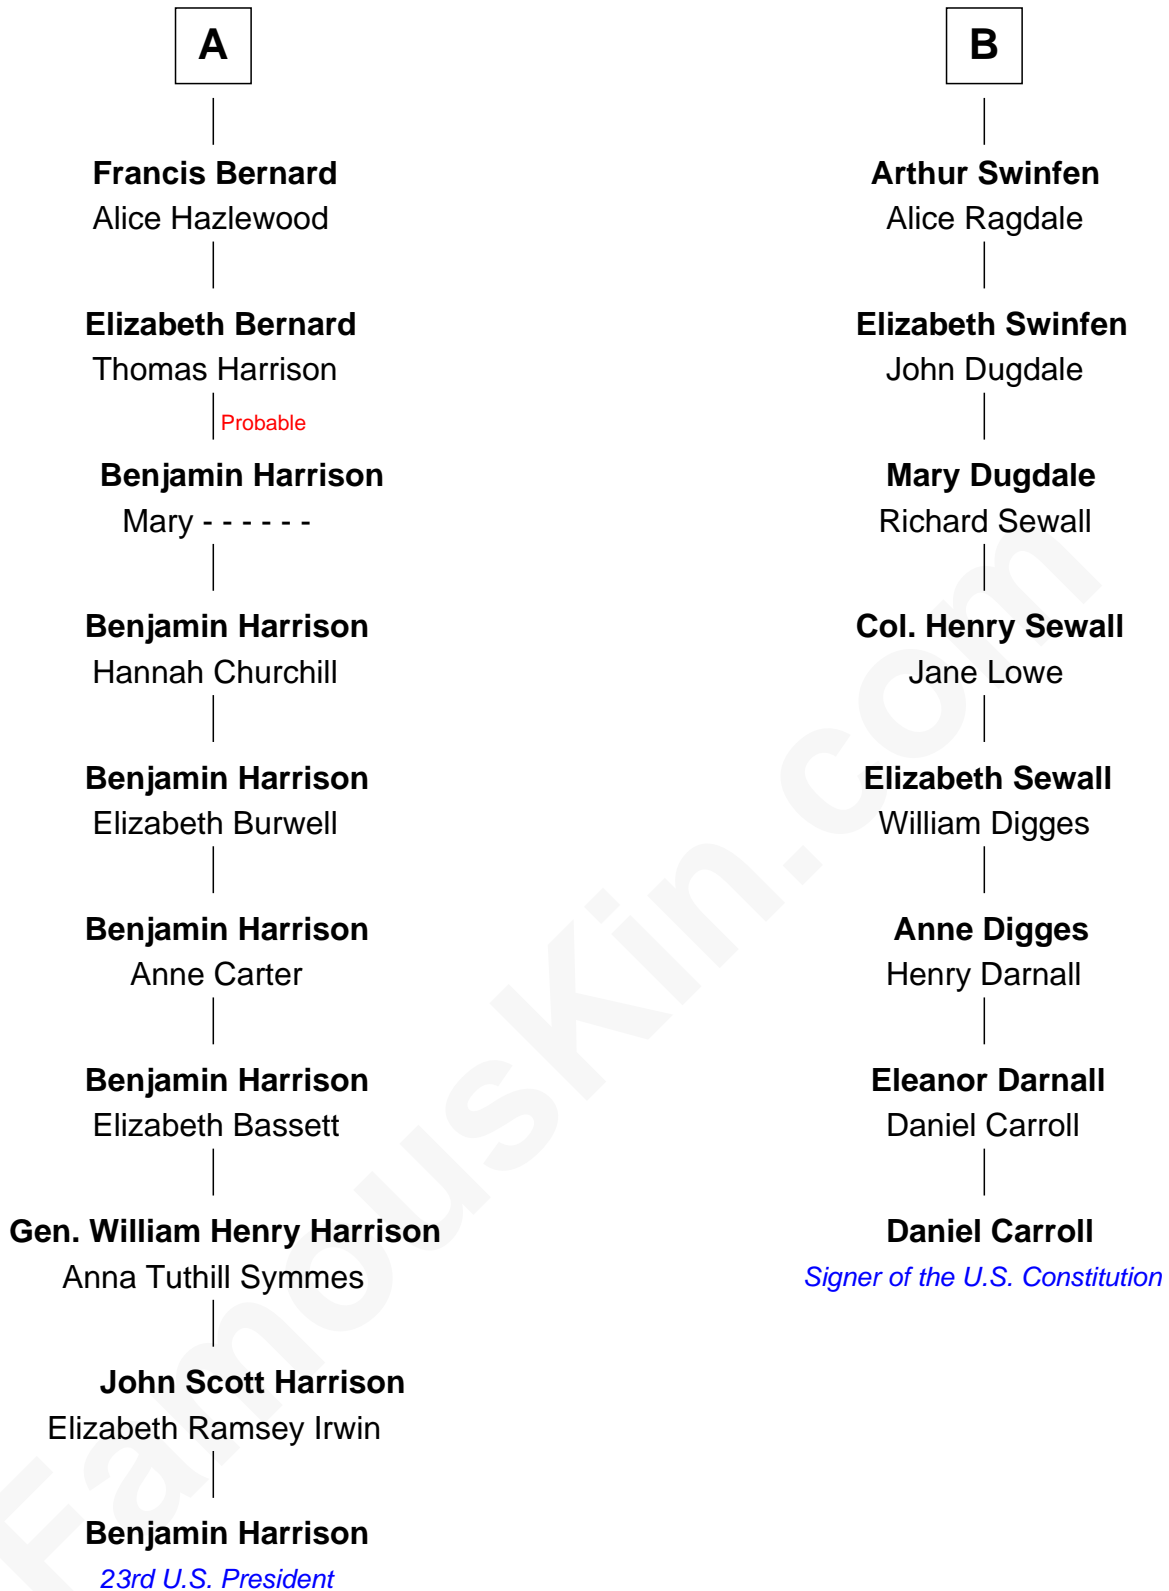 A
Francis Bernard
Alice Hazlewood
Elizabeth Bernard
Thomas Harrison
Probable
Benjamin Harrison
Mary - - - - - -
Benjamin Harrison
Hannah Churchill
Benjamin Harrison
Elizabeth Burwell
Benjamin Harrison
Anne Carter
Benjamin Harrison
Elizabeth Bassett
Gen. William Henry Harrison
Anna Tuthill Symmes
John Scott Harrison
Elizabeth Ramsey Irwin
Benjamin Harrison
23rd U.S. President
B
Arthur Swinfen
Alice Ragdale
Elizabeth Swinfen
John Dugdale
Mary Dugdale
Richard Sewall
Col. Henry Sewall
Jane Lowe
Elizabeth Sewall
William Digges
Anne Digges
Henry Darnall
Eleanor Darnall
Daniel Carroll
Daniel Carroll
Signer of the U.S. Constitution
FamousKin.com